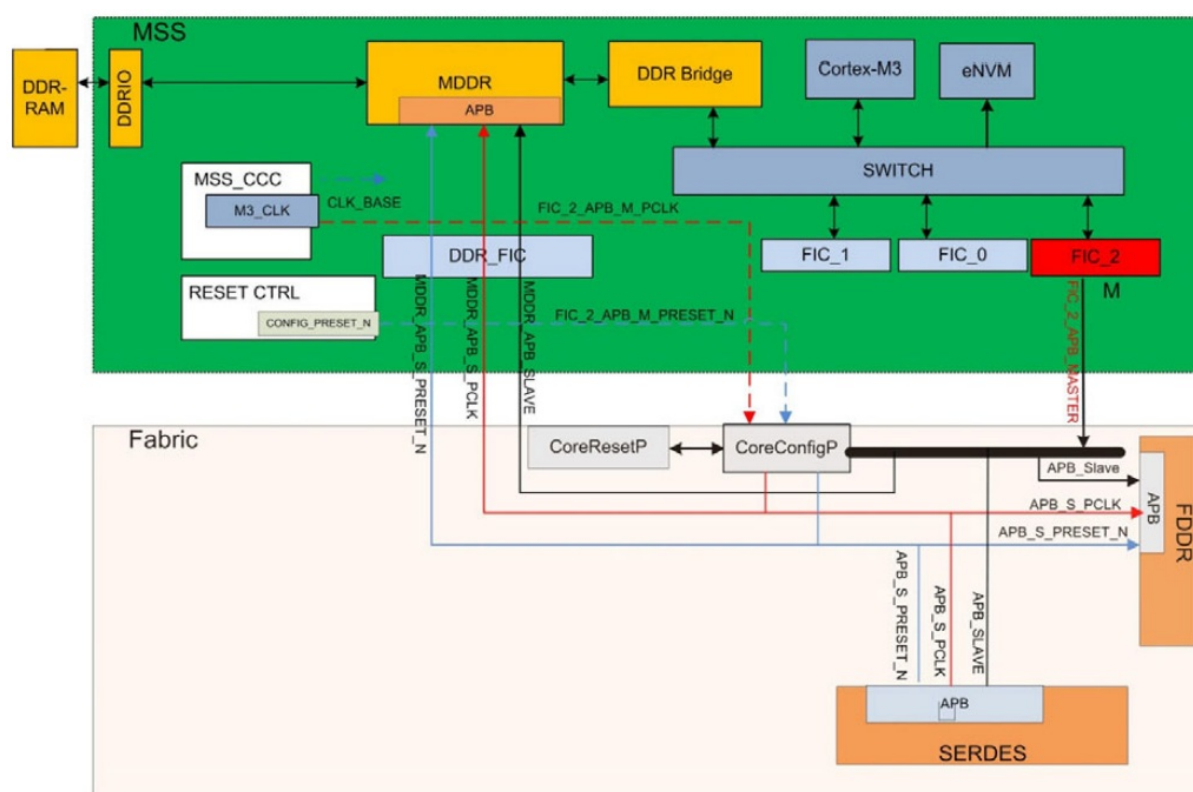 MSS
DDR-
RAM
DDRIO
MDDR
APB
DDR Bridge
Cortex-M3
eNVM
SWITCH
MSS_CCC
M3_CLK
CLK_BASE
FIC_2_APB_M_PCLK
DDR_FIC
FIC_1
FIC_0
FIC_2
M
RESET CTRL
CONFIG_PRESET_N
FIC_2_APB_M_PRESET_N
MDDR_APB_S_PRESET_N
MDDR_APB_S_PCLK
MDDR_APB_SLAVE
FIC_2_APB_MASTER
Fabric
CoreResetP
CoreConfigP
APB_Slave
APB_S_PCLK
APB_S_PRESET_N
APB
FDDR
APB_S_PRESET_N
APB_S_PCLK
APB_SLAVE
APB
SERDES